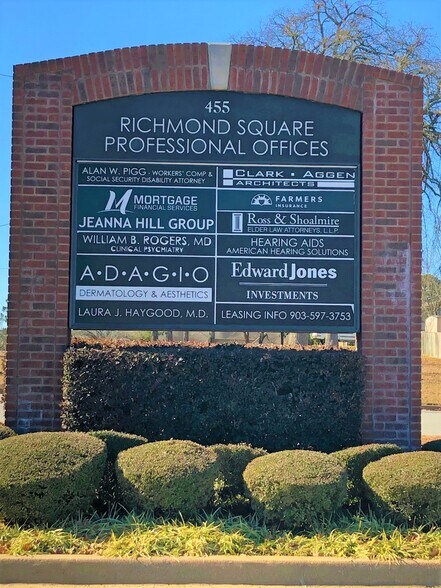 455
RICHMOND SQUARE
PROFESSIONAL OFFICES
ALAN W. PIGG - WORKERS' COMP &
SOCIAL SECURITY DISABILITY ATTORNEY
MORTGAGE
FINANCIAL SERVICES
JEANNA HILL GROUP
WILLIAM B. ROGERS, MD
CLINICAL PSYCHIATRY
A·D·A·G·I·O
DERMATOLOGY & AESTHETICS
LAURA J. HAYGOOD, M.D.
CLARK · AGGEN
ARCHITECTS
FARMERS
INSURANCE
ROSS & SHOALMIRE
ELDER LAW ATTORNEYS, L.L.P.
HEARING AIDS
AMERICAN HEARING SOLUTIONS
Edward Jones
INVESTMENTS
LEASING INFO 903-597-3753